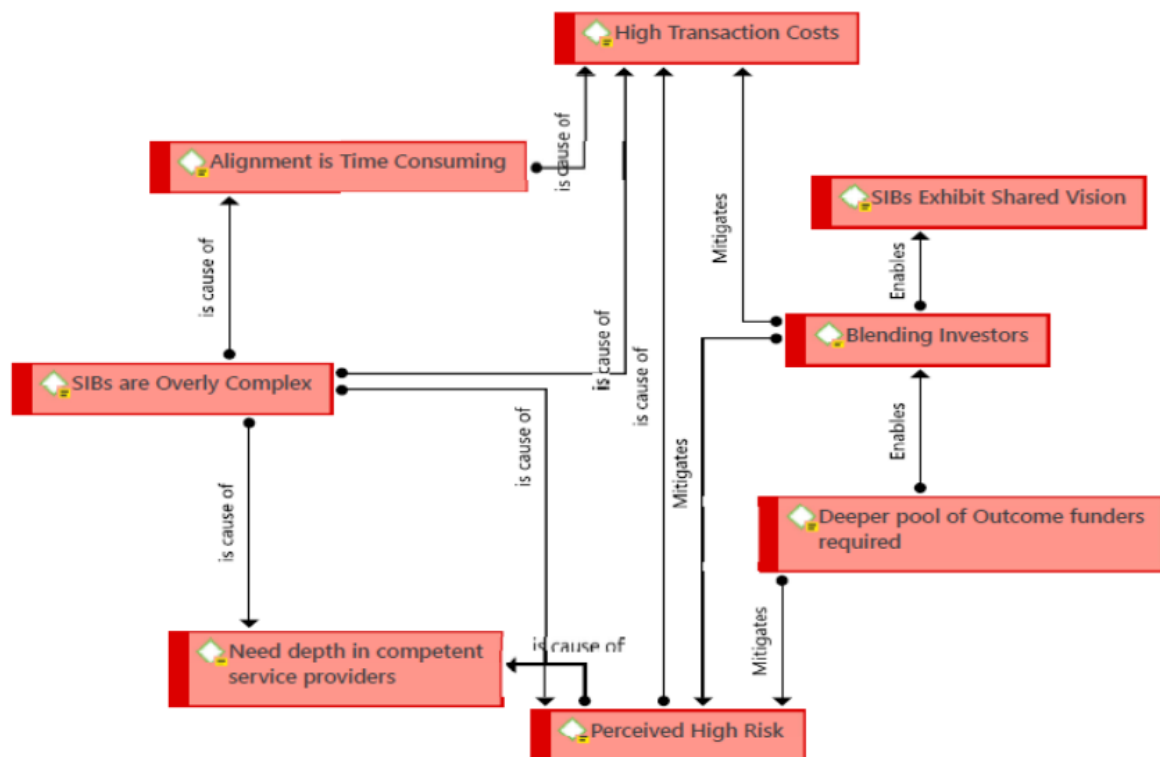 High Transaction Costs
is cause of
Alignment is Time Consuming
SIBs Exhibit Shared Vision
Mitigates
is cause of
Enables
Blending Investors
is cause of
is cause of
SIBs are Overly Complex
is cause of
Mitigates
Enables
is cause of
Deeper pool of Outcome funders
required
Mitigates
Need depth in competent
service providers
is cause of
Perceived High Risk